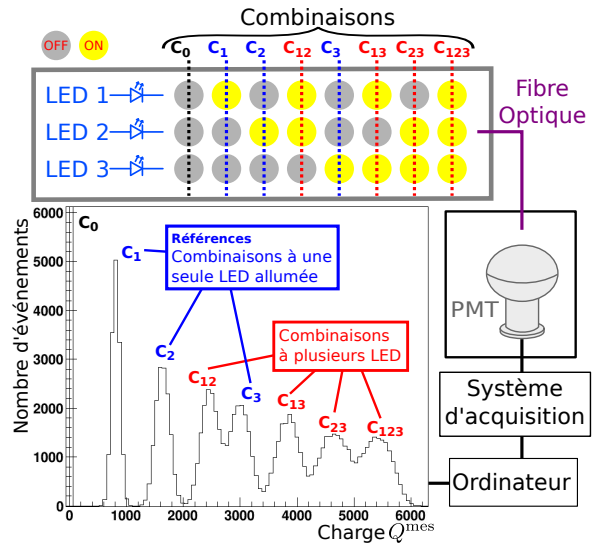 Combinaisons
OFF ON
C0 C1 C2 C12 C3 C13 C23 C123
LED 1
LED 2
LED 3
Fibre
Optique
Nombre d'événements
6000
5000
4000
3000
2000
1000
0
C0
C1
Références
Combinaisons à une
seule LED allumée
C2
C12
C3
Combinaisons
à plusieurs LED
C13
C23
C123
0 1000 2000 3000 4000 5000 6000
Charge Qmes
PMT
Système
d'acquisition
Ordinateur